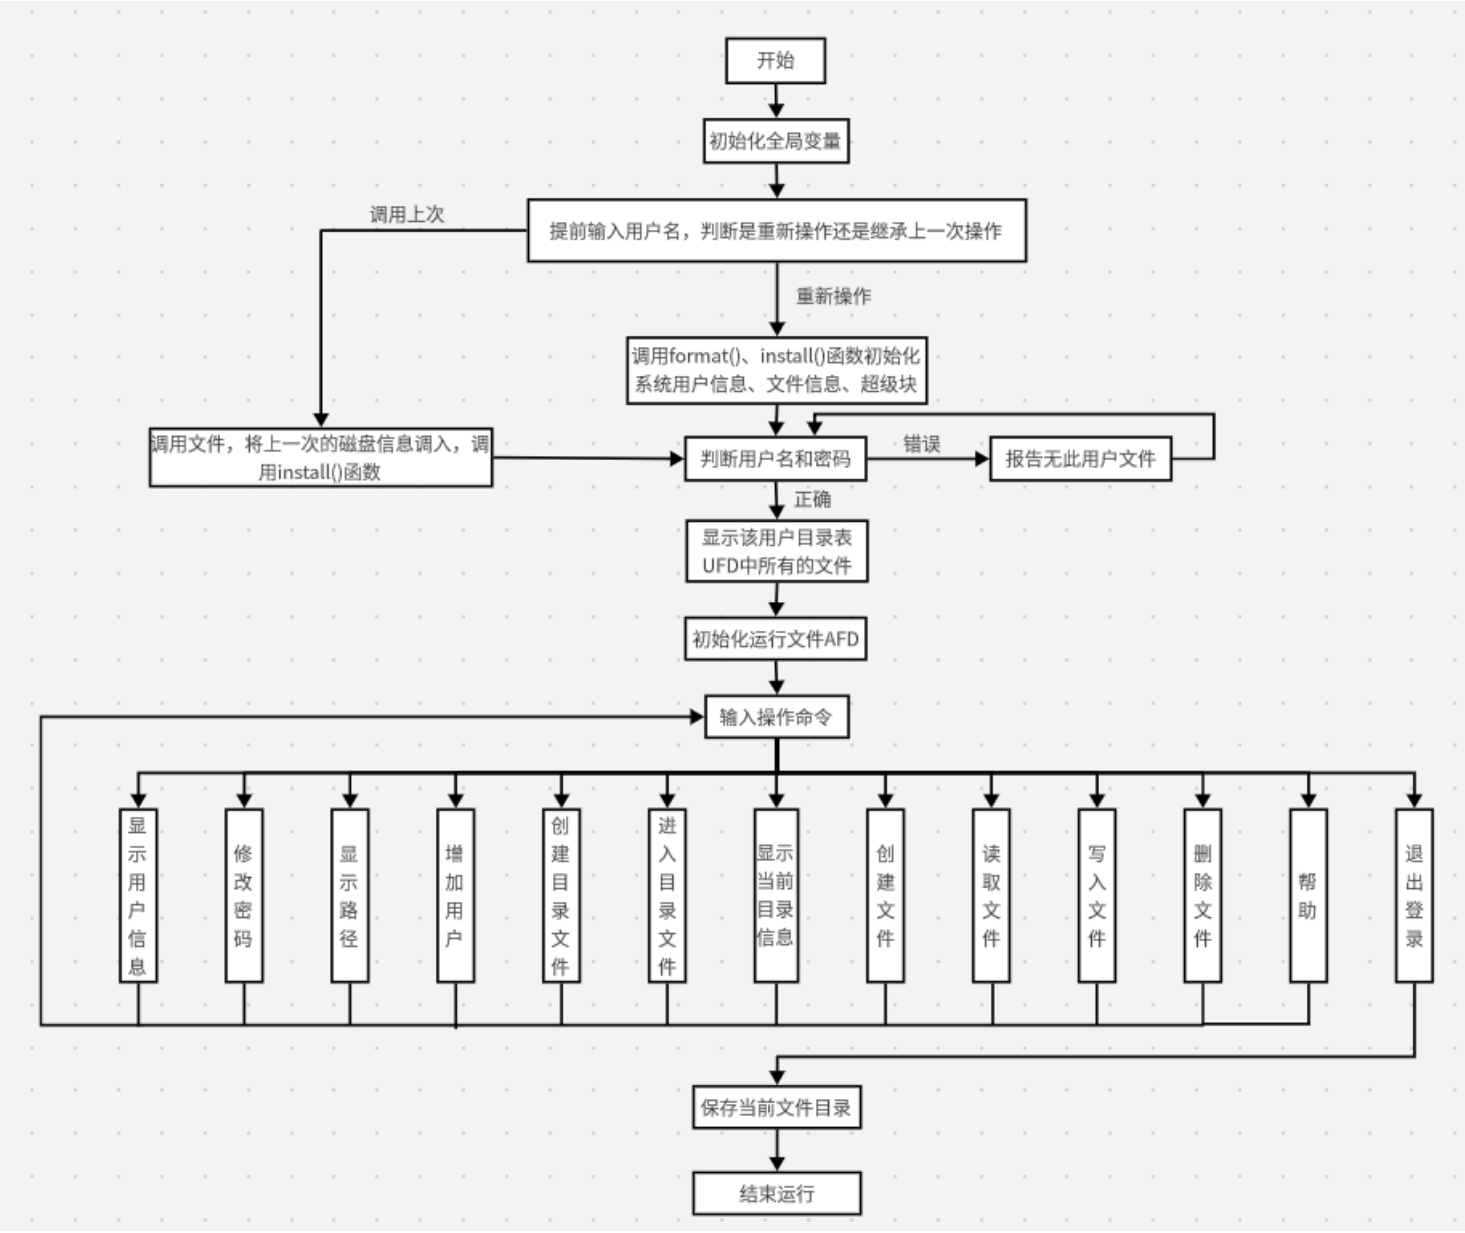 开始
初始化全局变量
调用上次
提前输入用户名，判断是重新操作还是继承上一次操作
重新操作
调用format()、install()函数初始化
系统用户信息、文件信息、超级块
调用文件，将上一次的磁盘信息调入，调
用install()函数
判断用户名和密码
错误
报告无此用户文件
正确
显示该用户目录表
UFD中所有的文件
初始化运行文件AFD
输入操作命令
显示用户信息
修改密码
显示路径
增加用户
创建目录文件
进入目录文件
显示
当前
目录
信息
创建文件
读取文件
写入文件
删除文件
帮助
退出登录
保存当前文件目录
结束运行